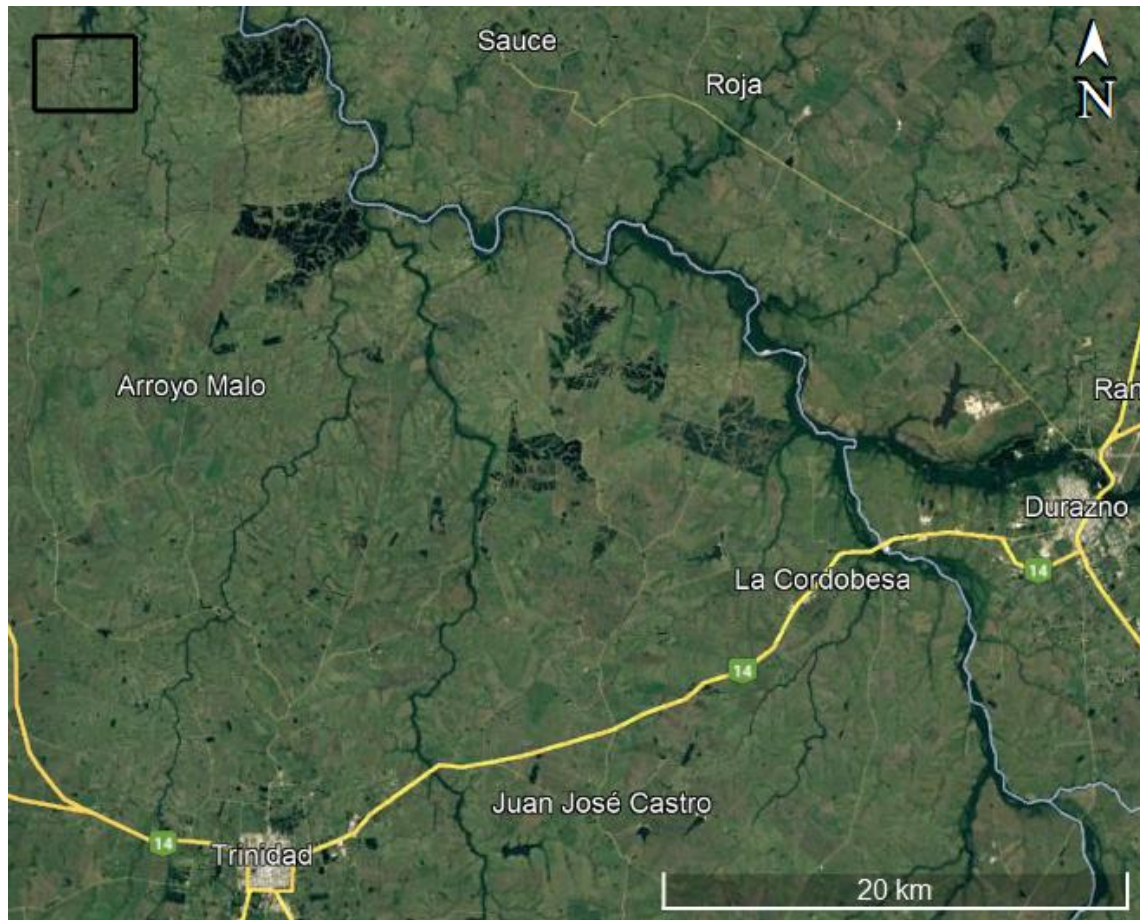 Sauce
Roja
N
Arroyo Malo
Ran
Durazno
14
La Cordobesa
14
Juan José Castro
14
Trinidad
20 km